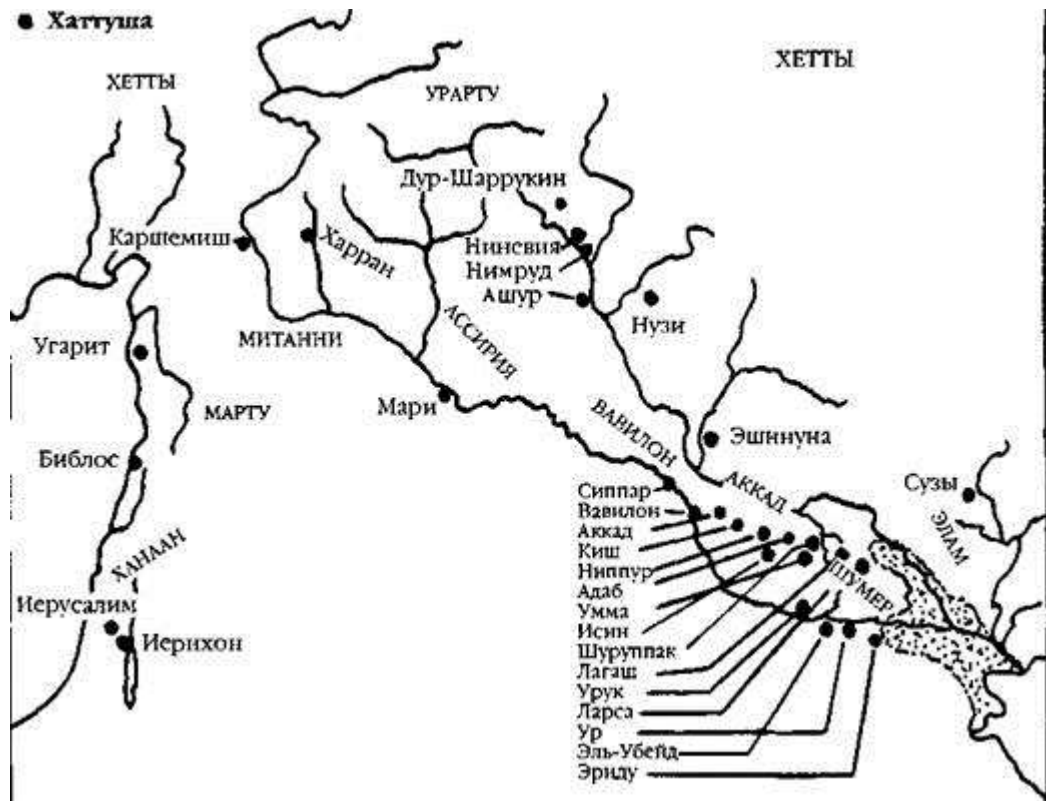 Хаттуша
ХЕТТЫ
ХЕТТЫ
УРАРТУ
Дур-Шаррукин
Каршемиш
Харран
Ниневия
Нимруд
Ашур
Нузи
АССИРИЯ
МИТАННИ
Угарит
Мари
МАРТУ
ВАВИЛОН
Эшинуна
Библос
АККАД
Сузы
ЭЛАМ
Сиппар
Вавилон
Аккад
Киш
Ниппур
Адаб
Умма
Исин
Шуруппак
Лагаш
Урук
Ларса
Ур
Эль-Убейд
Эриду
ШУМЕР
ХАНААН
Иерусалим
Иерихон